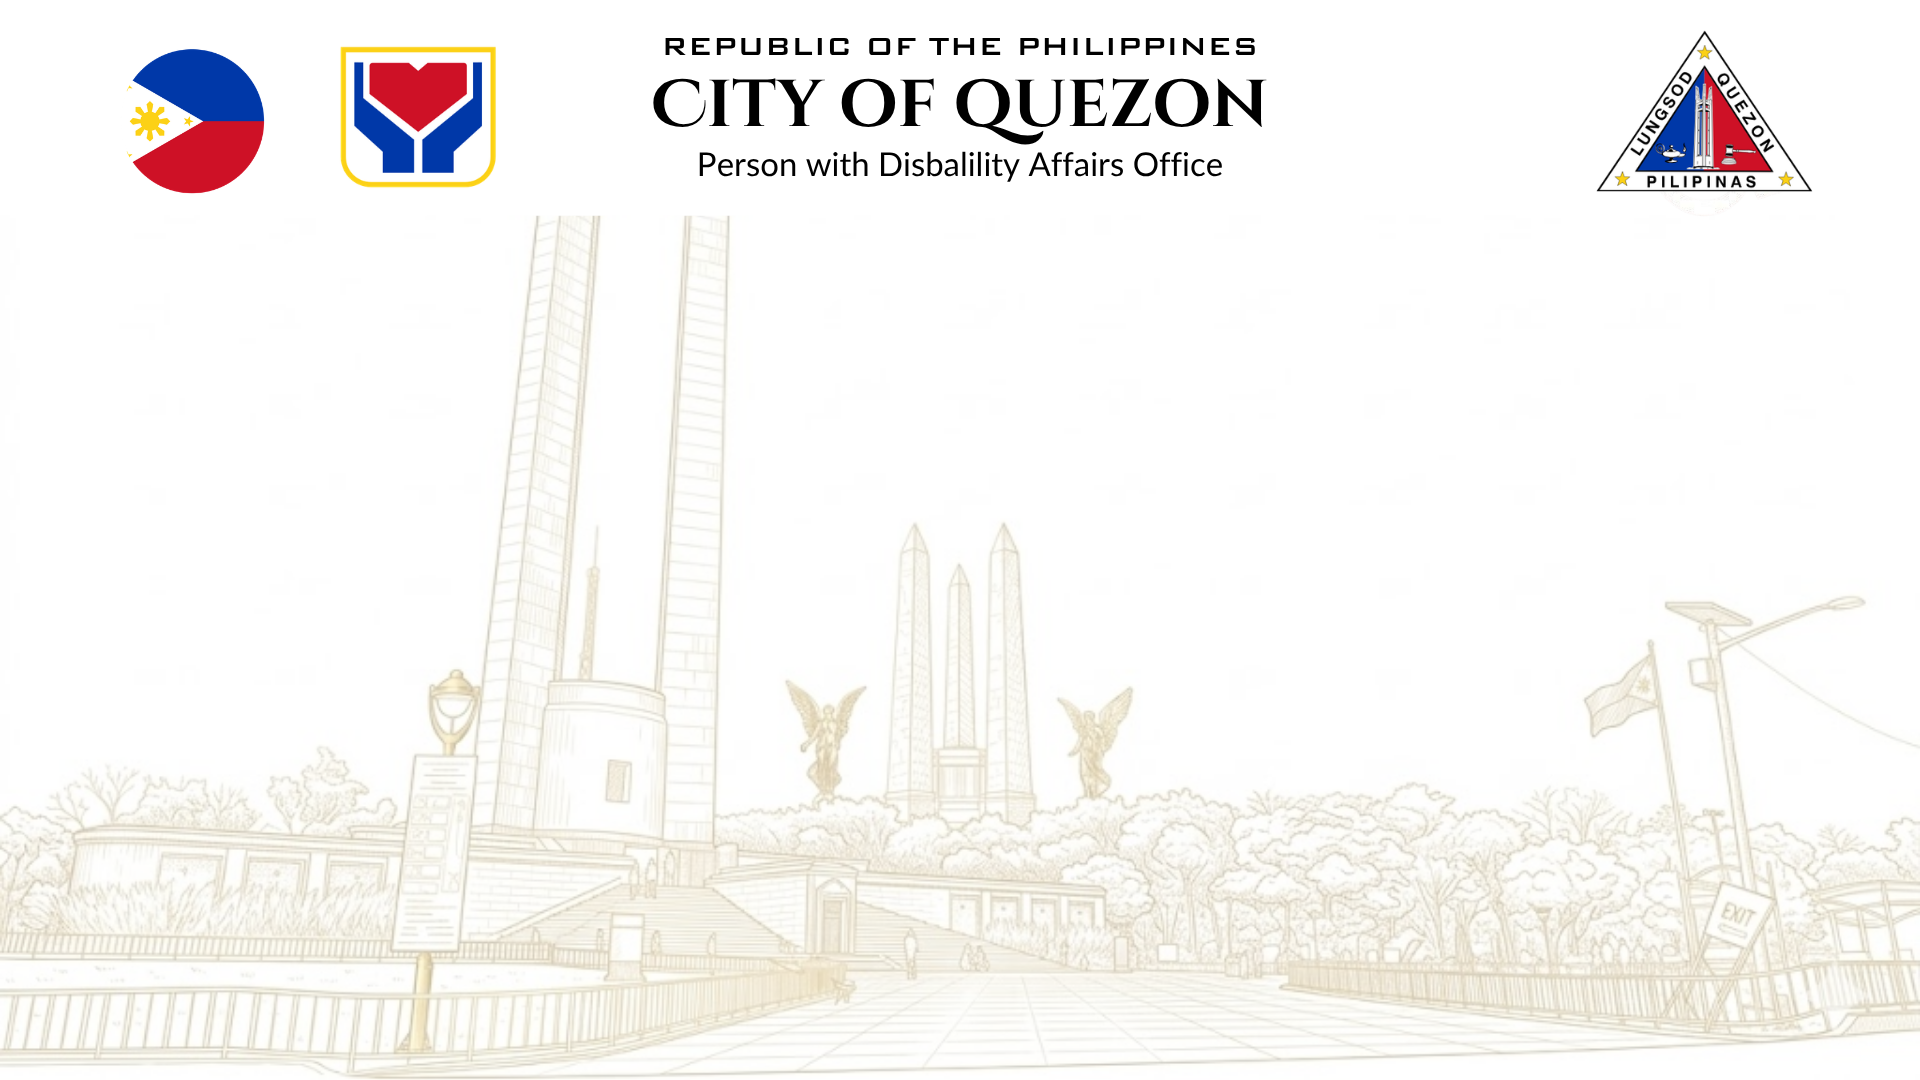 REPUBLIC OF THE PHILIPPINES
CITY OF QUEZON
Person with Disbalility Affairs Office
LUNGSOD QUEZON
PILIPINAS
EXIT